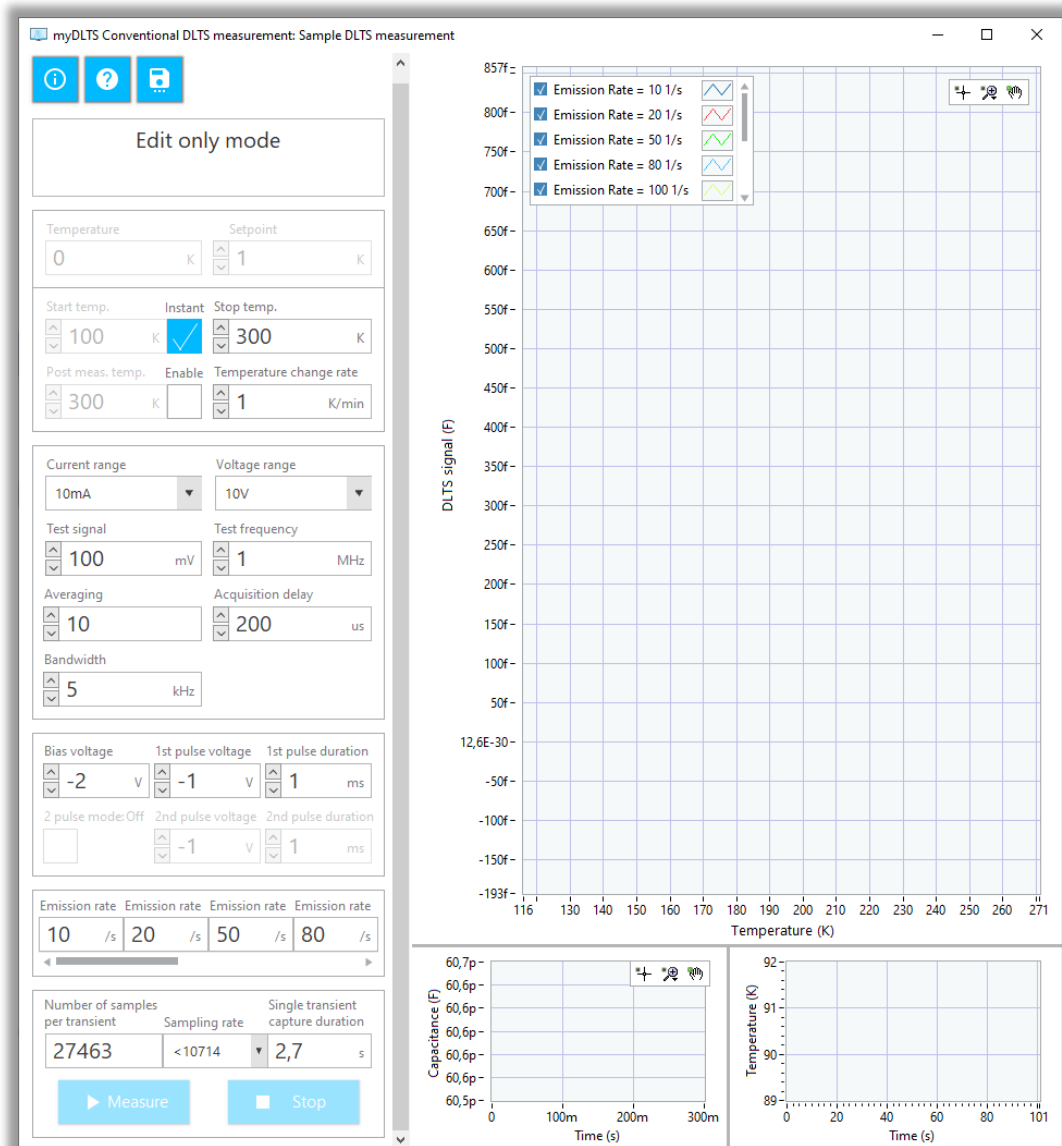 myDLTS Conventional DLTS measurement: Sample DLTS measurement
Edit only mode
Temperature Setpoint
0 K 1 K
Start temp. Instant Stop temp.
100 K 300 K
Post meas. temp. Enable Temperature change rate
300 K 1 K/min
Current range Voltage range
10mA 10V
Test signal Test frequency
100 mV 1 MHz
Averaging Acquisition delay
10 200 us
Bandwidth
5 kHz
Bias voltage 1st pulse voltage 1st pulse duration
-2 V -1 V 1 ms
2 pulse mode: Off 2nd pulse voltage 2nd pulse duration
-1 V 1 ms
Emission rate Emission rate Emission rate Emission rate
10 /s 20 /s 50 /s 80 /s
Number of samples per transient
Sampling rate
Single transient capture duration
27463 <10714 2,7 s
Measure Stop
Emission Rate = 10 1/s
Emission Rate = 20 1/s
Emission Rate = 50 1/s
Emission Rate = 80 1/s
Emission Rate = 100 1/s
DLTS signal (F)
857f
800f
750f
700f
650f
600f
550f
500f
450f
400f
350f
300f
250f
200f
150f
100f
50f
12,6E-30
-50f
-100f
-150f
-193f
116 130 140 150 160 170 180 190 200 210 220 230 240 250 260 271
Temperature (K)
Capacitance (F)
60,7p
60,6p
60,6p
60,6p
60,6p
60,6p
60,5p
0 100m 200m 300m
Time (s)
Temperature (K)
92
91
90
89
0 20 40 60 80 101
Time (s)